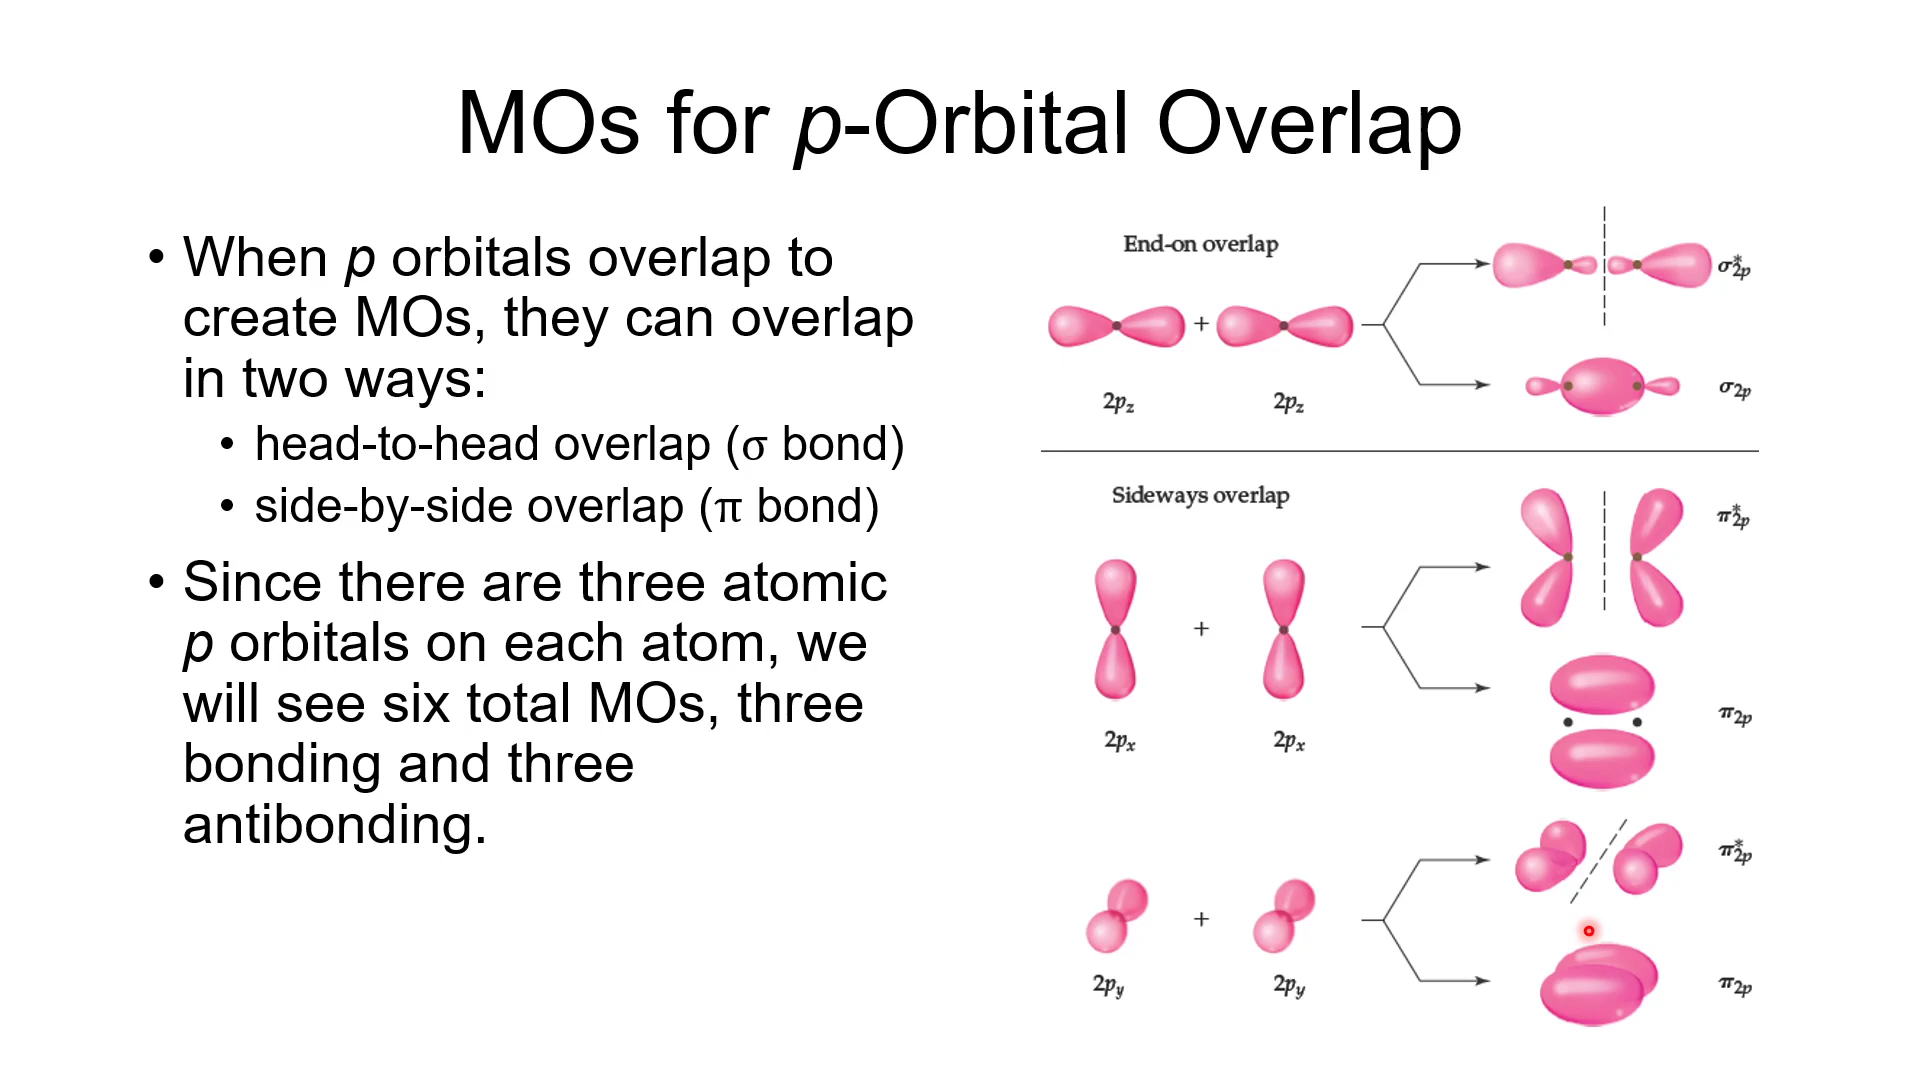 MOs for p-Orbital Overlap
• When p orbitals overlap to
create MOs, they can overlap
in two ways:
• head-to-head overlap (σ bond)
• side-by-side overlap (π bond)
• Since there are three atomic
p orbitals on each atom, we
will see six total MOs, three
bonding and three
antibonding.
End-on overlap
σ*2p
+
σ2p
2pz 2pz
Sideways overlap
π*2p
+
π2p
2px 2px
π*2p
+
2py 2py
π2p